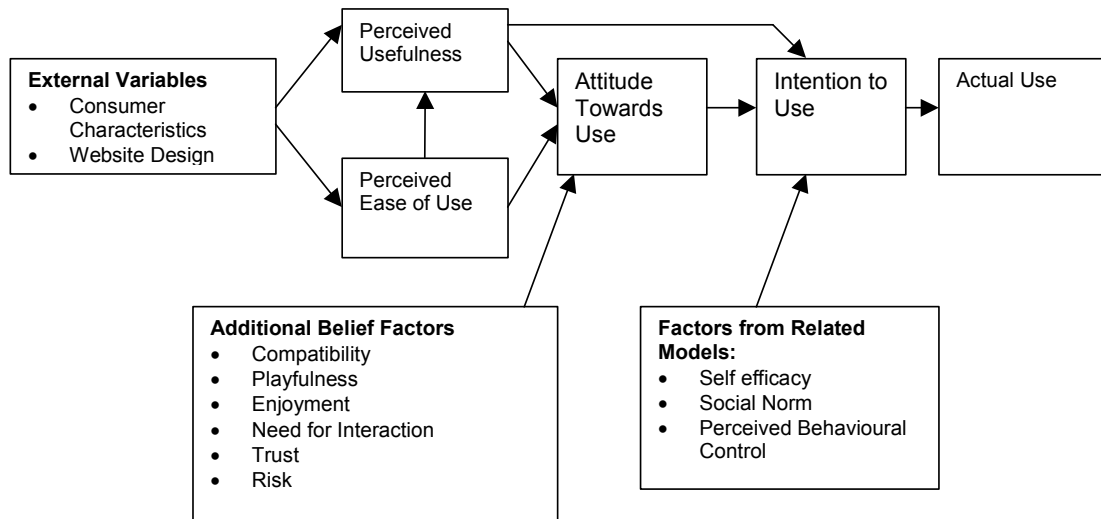 External Variables
• Consumer
Characteristics
• Website Design
Perceived
Usefulness
Perceived
Ease of Use
Attitude
Towards
Use
Intention to
Use
Actual Use
Additional Belief Factors
• Compatibility
• Playfulness
• Enjoyment
• Need for Interaction
• Trust
• Risk
Factors from Related
Models:
• Self efficacy
• Social Norm
• Perceived Behavioural
Control